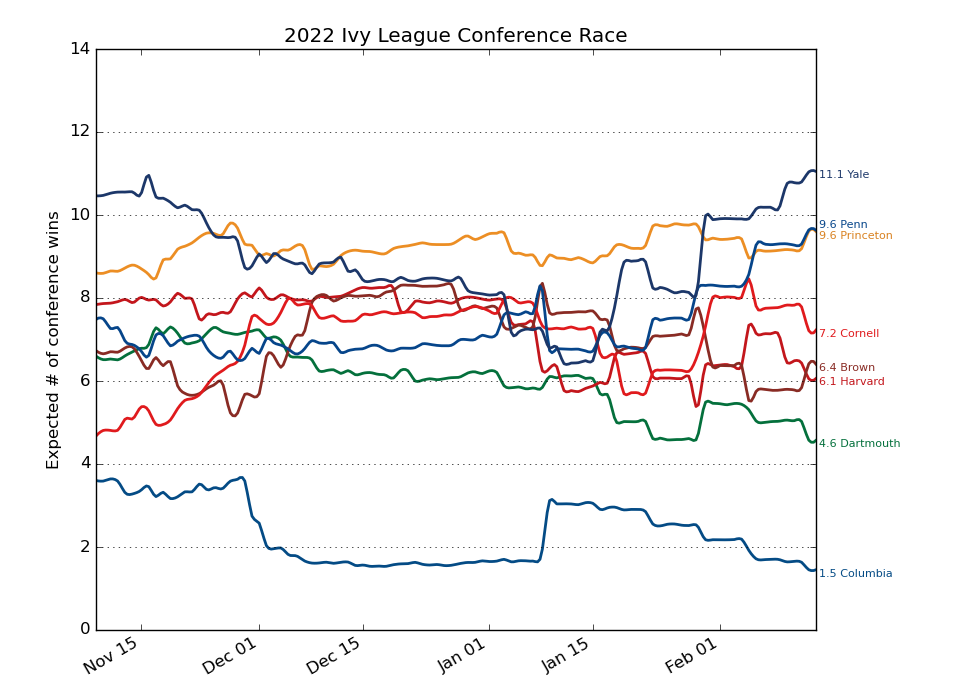 2022 Ivy League Conference Race
Expected # of conference wins
14
12
10
8
6
4
2
0
Nov 15
Dec 01
Dec 15
Jan 01
Jan 15
Feb 01
11.1 Yale
9.6 Penn
9.6 Princeton
7.2 Cornell
6.4 Brown
6.1 Harvard
4.6 Dartmouth
1.5 Columbia